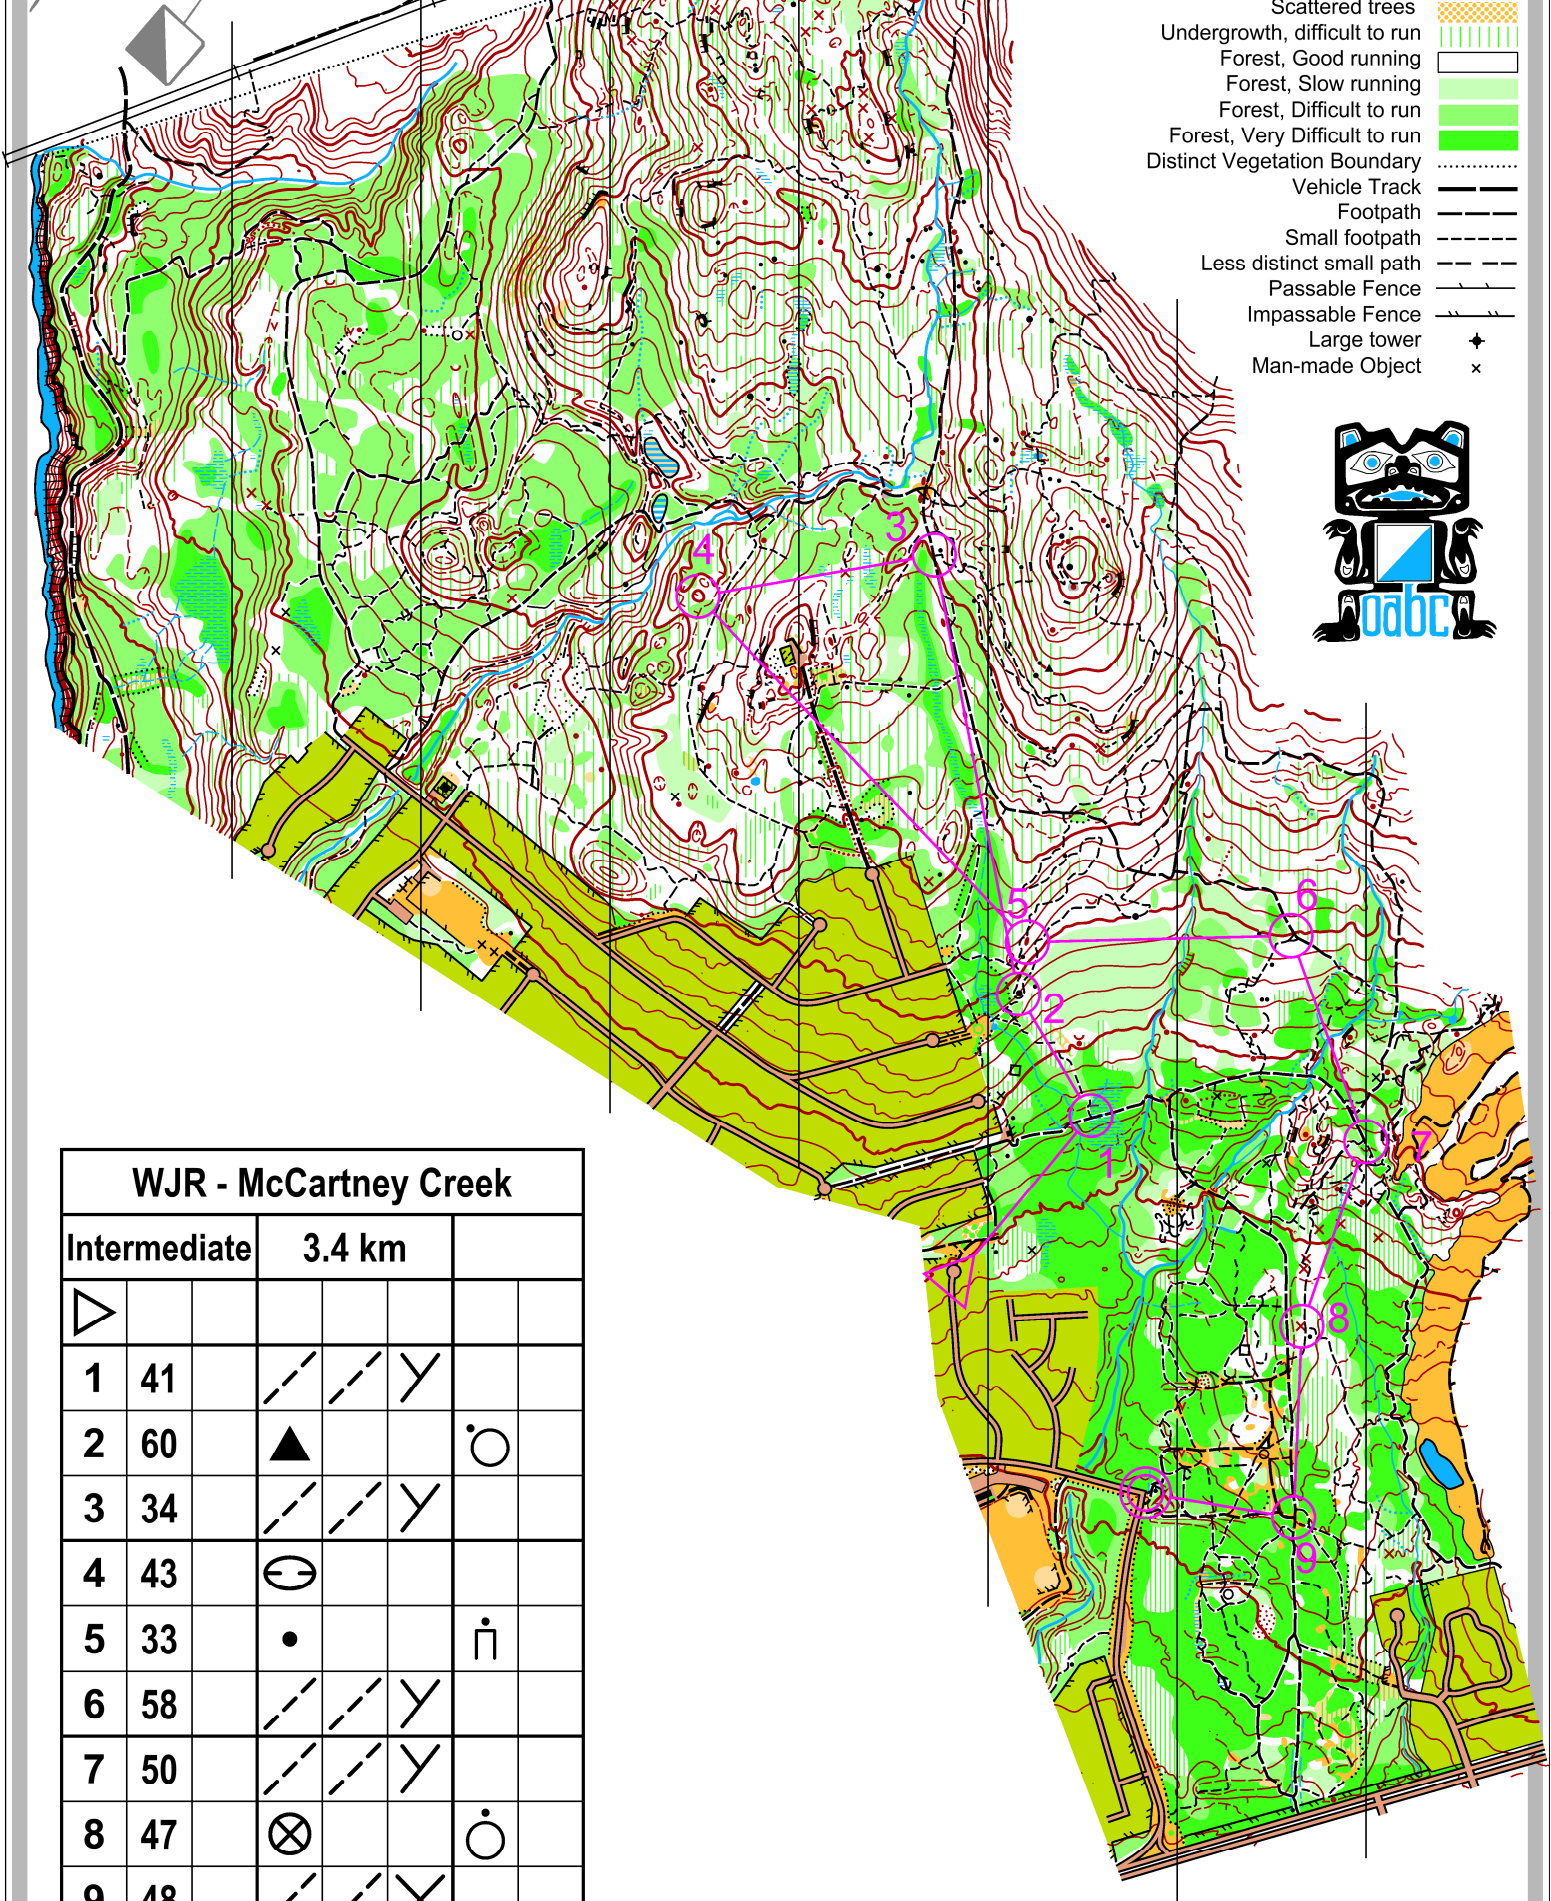 Scattered trees
Undergrowth, difficult to run
Forest, Good running
Forest, Slow running
Forest, Difficult to run
Forest, Very Difficult to run
Distinct Vegetation Boundary
Vehicle Track
Footpath
Small footpath
Less distinct small path
Passable Fence
Impassable Fence
Large tower
Man-made Object
oabc
3
4
5
6
2
1
7
8
9
WJR - McCartney Creek
Intermediate 3.4 km
1 41
2 60
3 34
4 43
5 33
6 58
7 50
8 47
9 48